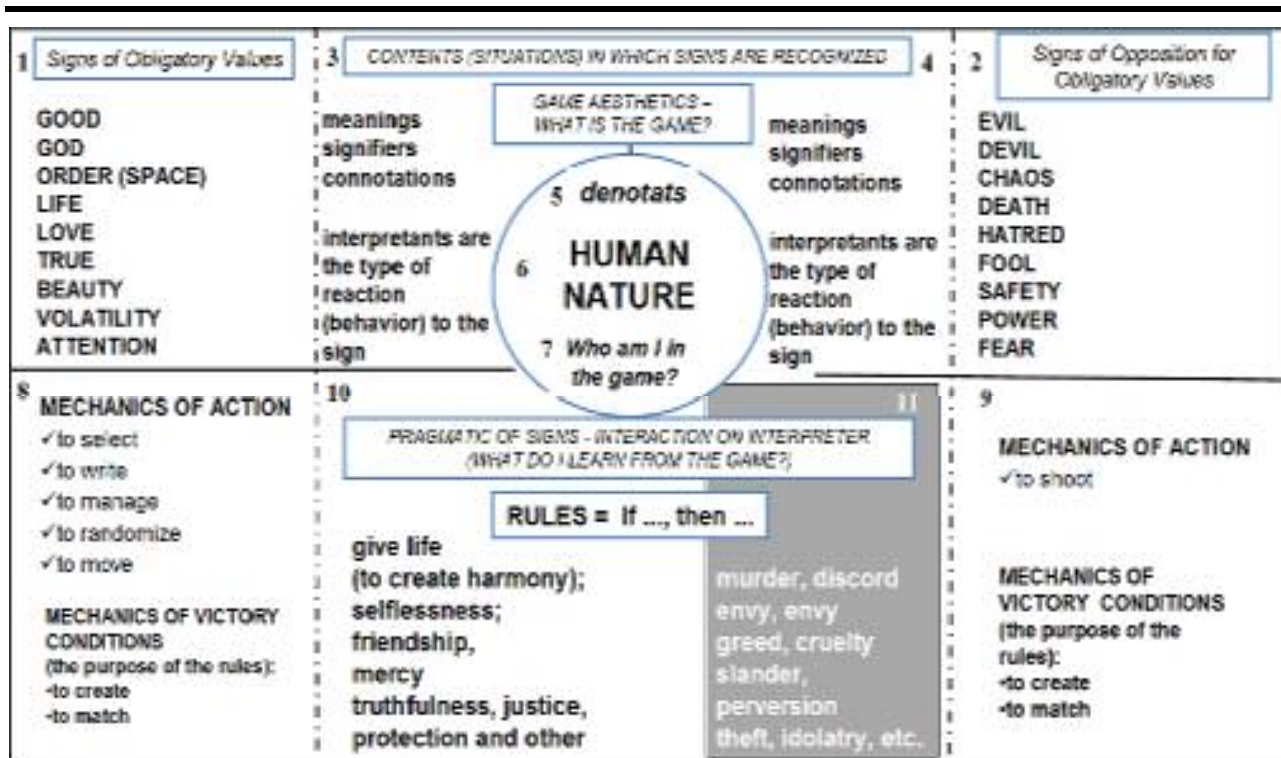 1
Signs of Obligatory Values
GOOD
GOD
ORDER (SPACE)
LIFE
LOVE
TRUE
BEAUTY
VOLATILITY
ATTENTION
3
CONTENTS (SITUATIONS) IN WHICH SIGNS ARE RECOGNIZED
4
GAME AESTHETICS –
WHAT IS THE GAME?
meanings
signifiers
connotations
interpretants are
the type of
reaction
(behavior) to the
sign
5 denotats
6 HUMAN
NATURE
7 Who am I in
the game?
meanings
signifiers
connotations
interpretants are
the type of
reaction
(behavior) to the
sign
2
Signs of Opposition for
Obligatory Values
EVIL
DEVIL
CHAOS
DEATH
HATRED
FOOL
SAFETY
POWER
FEAR
8
MECHANICS OF ACTION
✓to select
✓to write
✓to manage
✓to randomize
✓to move
MECHANICS OF VICTORY
CONDITIONS
(the purpose of the rules):
-to create
-to match
10
11
PRAGMATIC OF SIGNS - INTERACTION ON INTERPRETER
(WHAT DO I LEARN FROM THE GAME?)
RULES = If ..., then ...
give life
(to create harmony);
selflessness;
friendship,
mercy
truthfulness, justice,
protection and other
murder, discord
envy, envy
greed, cruelty
slander,
perversion
theft, idolatry, etc.
9
MECHANICS OF ACTION
✓to shoot
MECHANICS OF
VICTORY CONDITIONS
(the purpose of the
rules):
-to create
-to match